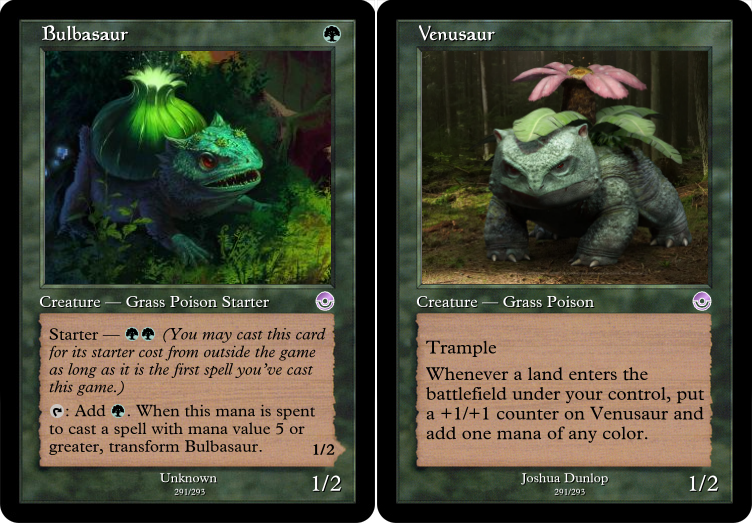 Bulbasaur
Creature — Grass Poison Starter
Starter — (You may cast this card
for its starter cost from outside the game
as long as it is the first spell you've cast
this game.)
: Add . When this mana is spent
to cast a spell with mana value 5 or
greater, transform Bulbasaur.
1/2
Unknown
291/293
1/2
Venusaur
Creature — Grass Poison
Trample
Whenever a land enters the
battlefield under your control, put
a +1/+1 counter on Venusaur and
add one mana of any color.
Joshua Dunlop
291/293
1/2